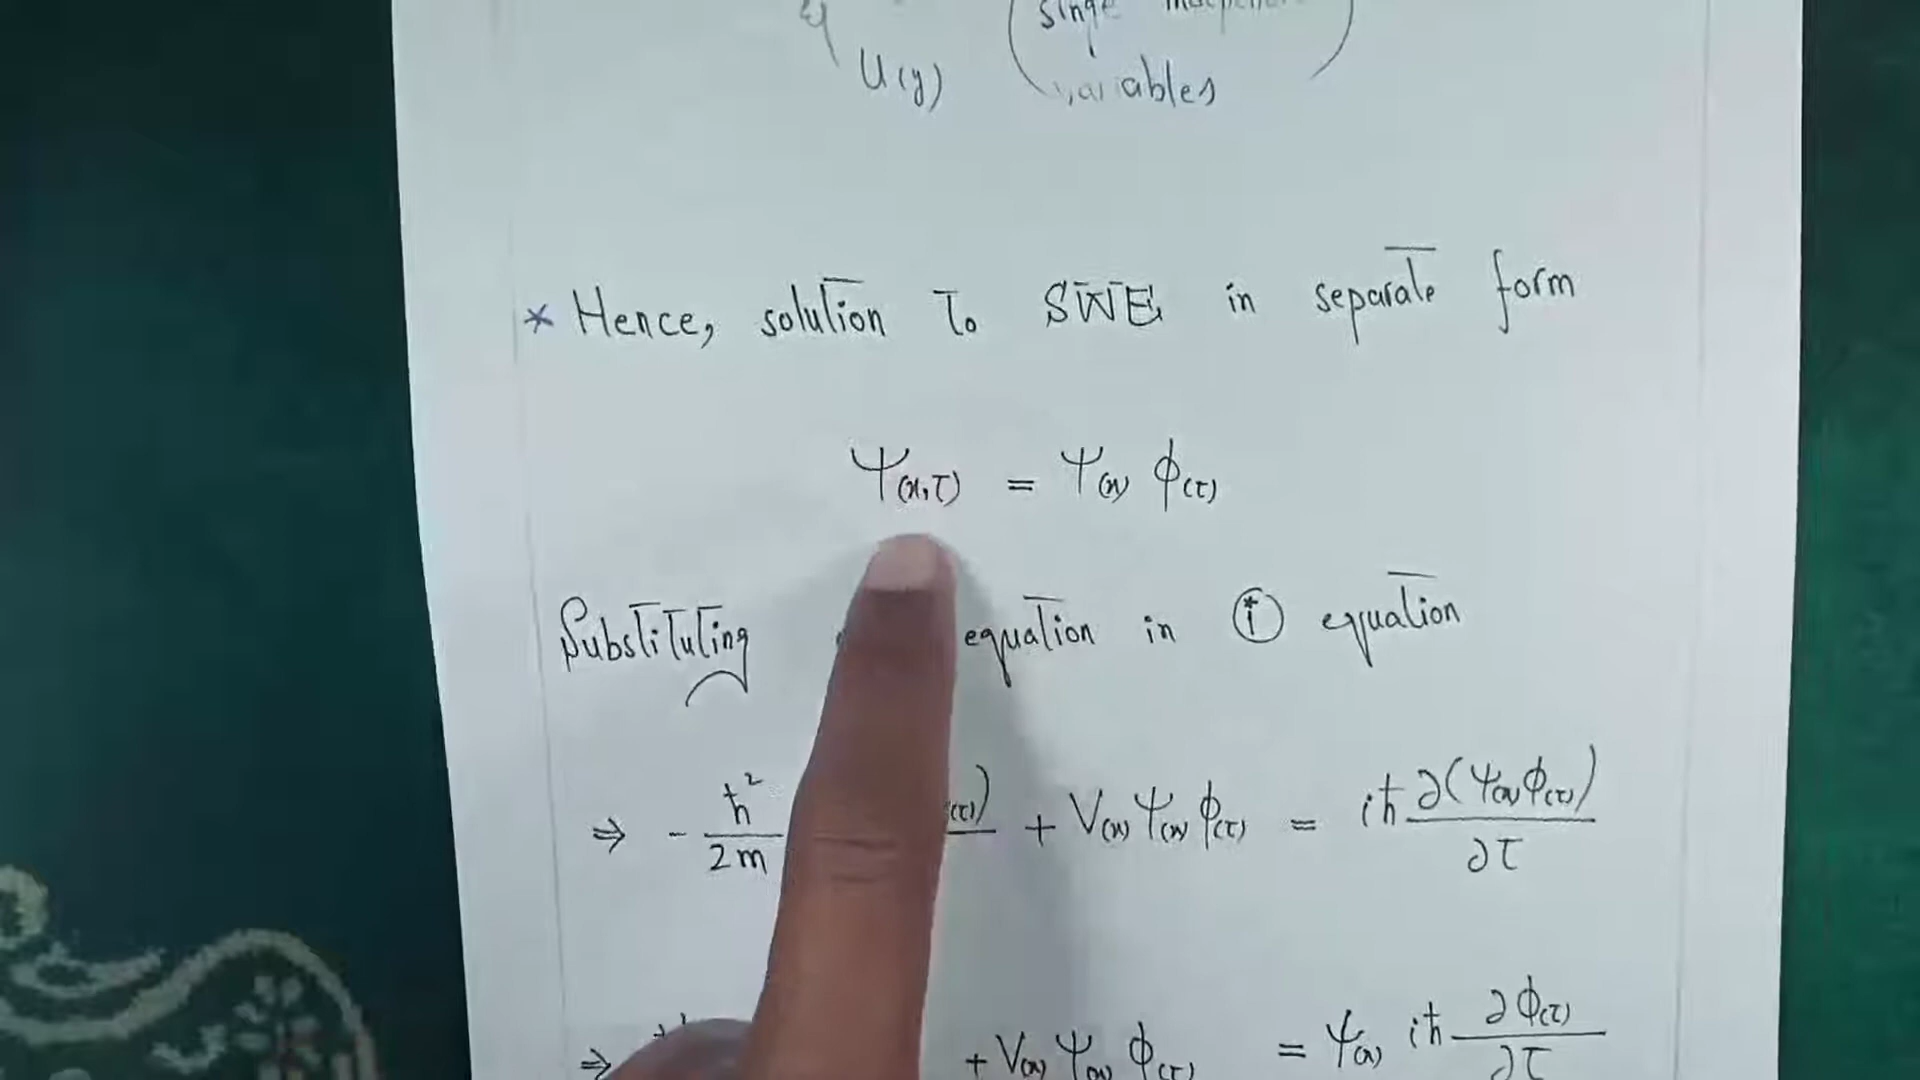 U(y) variables
* Hence, solution to SWE in separate form
Ψ(x,t) = Ψ(x) ϕ(t)
Substituting equation in ① equation
⇒ - ħ²/2m (t)) + V(x) Ψ(x) ϕ(t) = iħ ∂(Ψ(x) ϕ(t))/∂t
⇒ + V(x) Ψ(x) ϕ(t) = Ψ(x) iħ ∂ϕ(t)/∂t